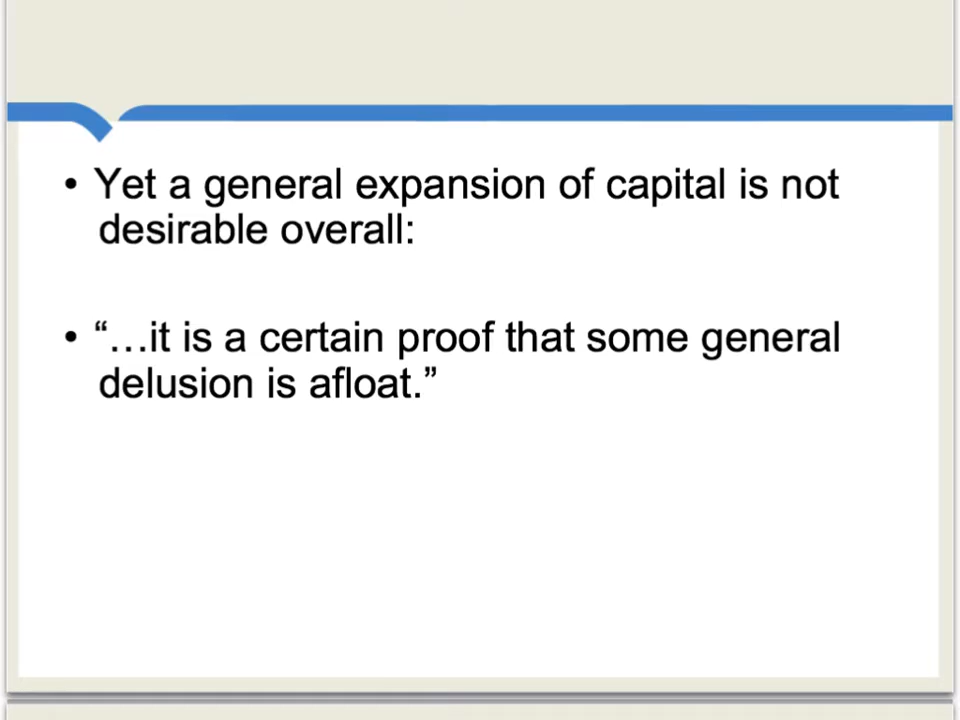 • Yet a general expansion of capital is not
desirable overall:
• “…it is a certain proof that some general
delusion is afloat.”